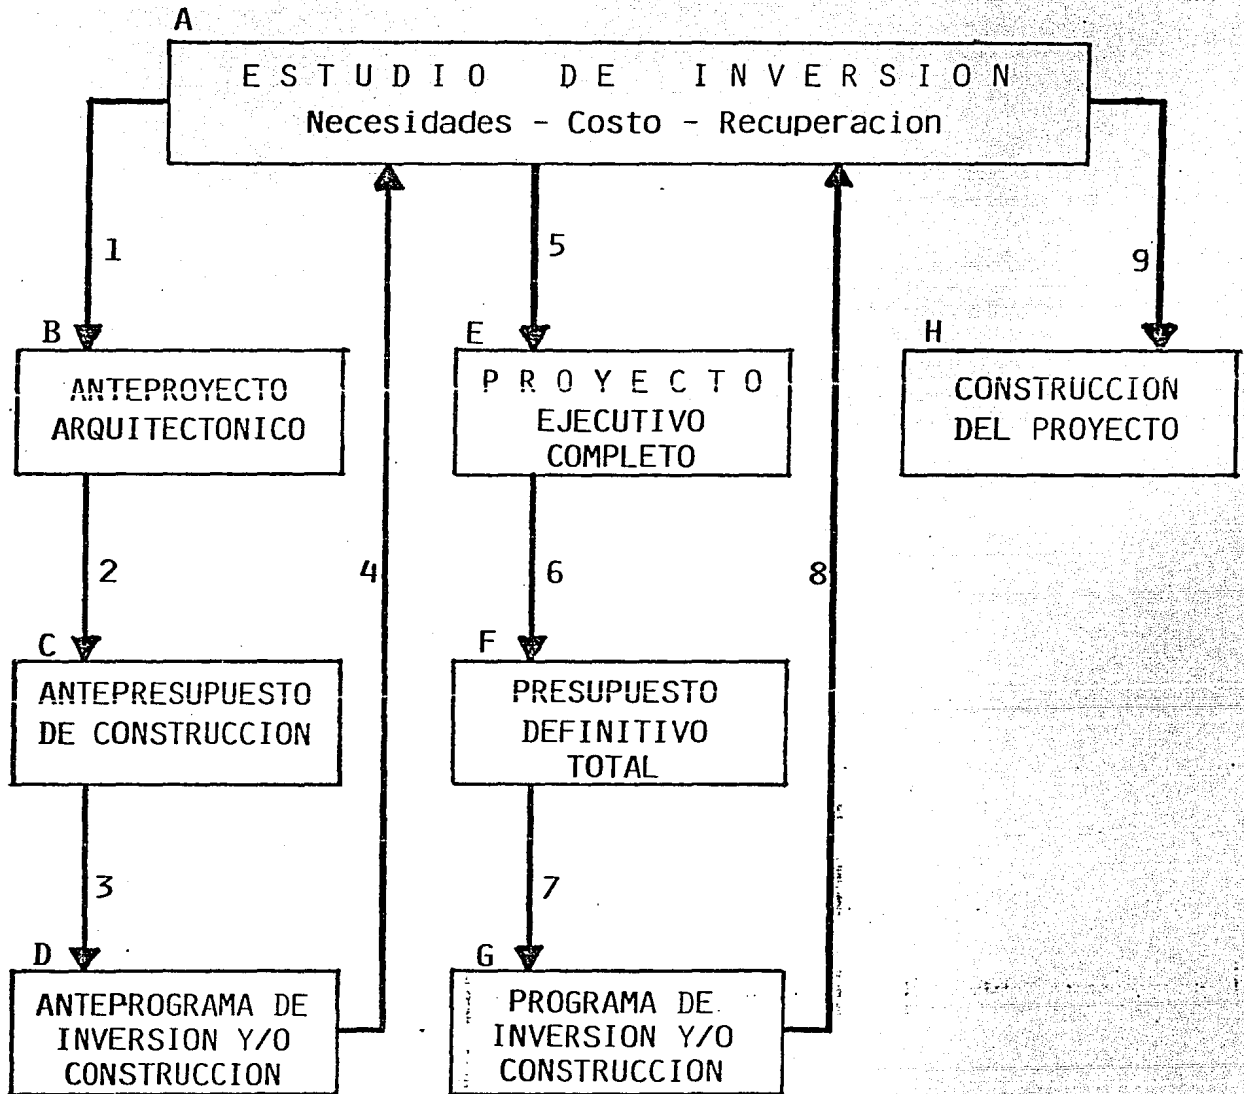 A
E S T U D I O   D E   I N V E R S I O N
Necesidades - Costo - Recuperacion
1
5
9
B
ANTEPROYECTO
ARQUITECTONICO
E
P R O Y E C T O
EJECUTIVO
COMPLETO
H
CONSTRUCCION
DEL PROYECTO
2
4
6
8
C
ANTEPRESUPUESTO
DE CONSTRUCCION
F
PRESUPUESTO
DEFINITIVO
TOTAL
3
7
D
ANTEPROGRAMA DE
INVERSION Y/O
CONSTRUCCION
G
PROGRAMA DE
INVERSION Y/O
CONSTRUCCION